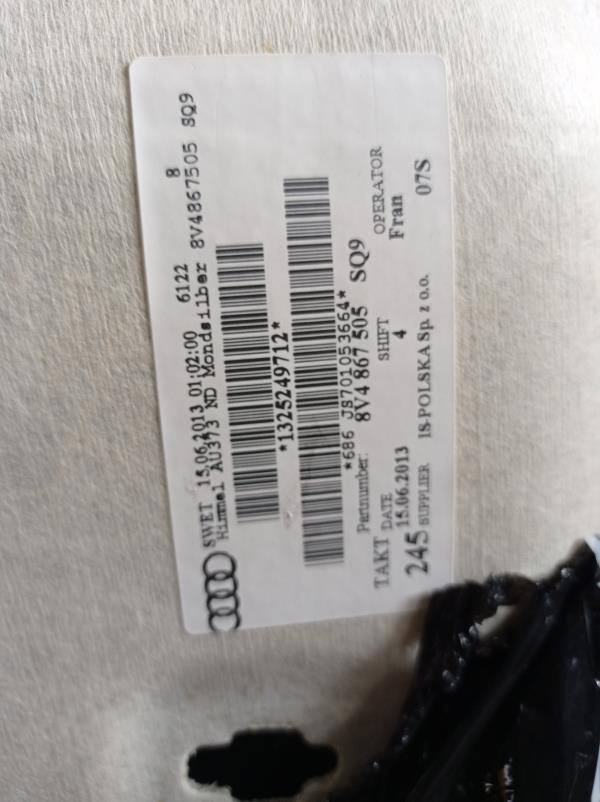 SWET 15.06.2013 01:02:00 6122 8
Himmel AU373 ND Mondsilber 8V4867505 SQ9
*1325249712*
*686 JS701053664*
Partnumber: 8V4 867 505 SQ9
TAKT DATE SHIFT OPERATOR
245 15.06.2013 4 Fran
SUPPLIER IS-POLSKA Sp. z o.o. 07S